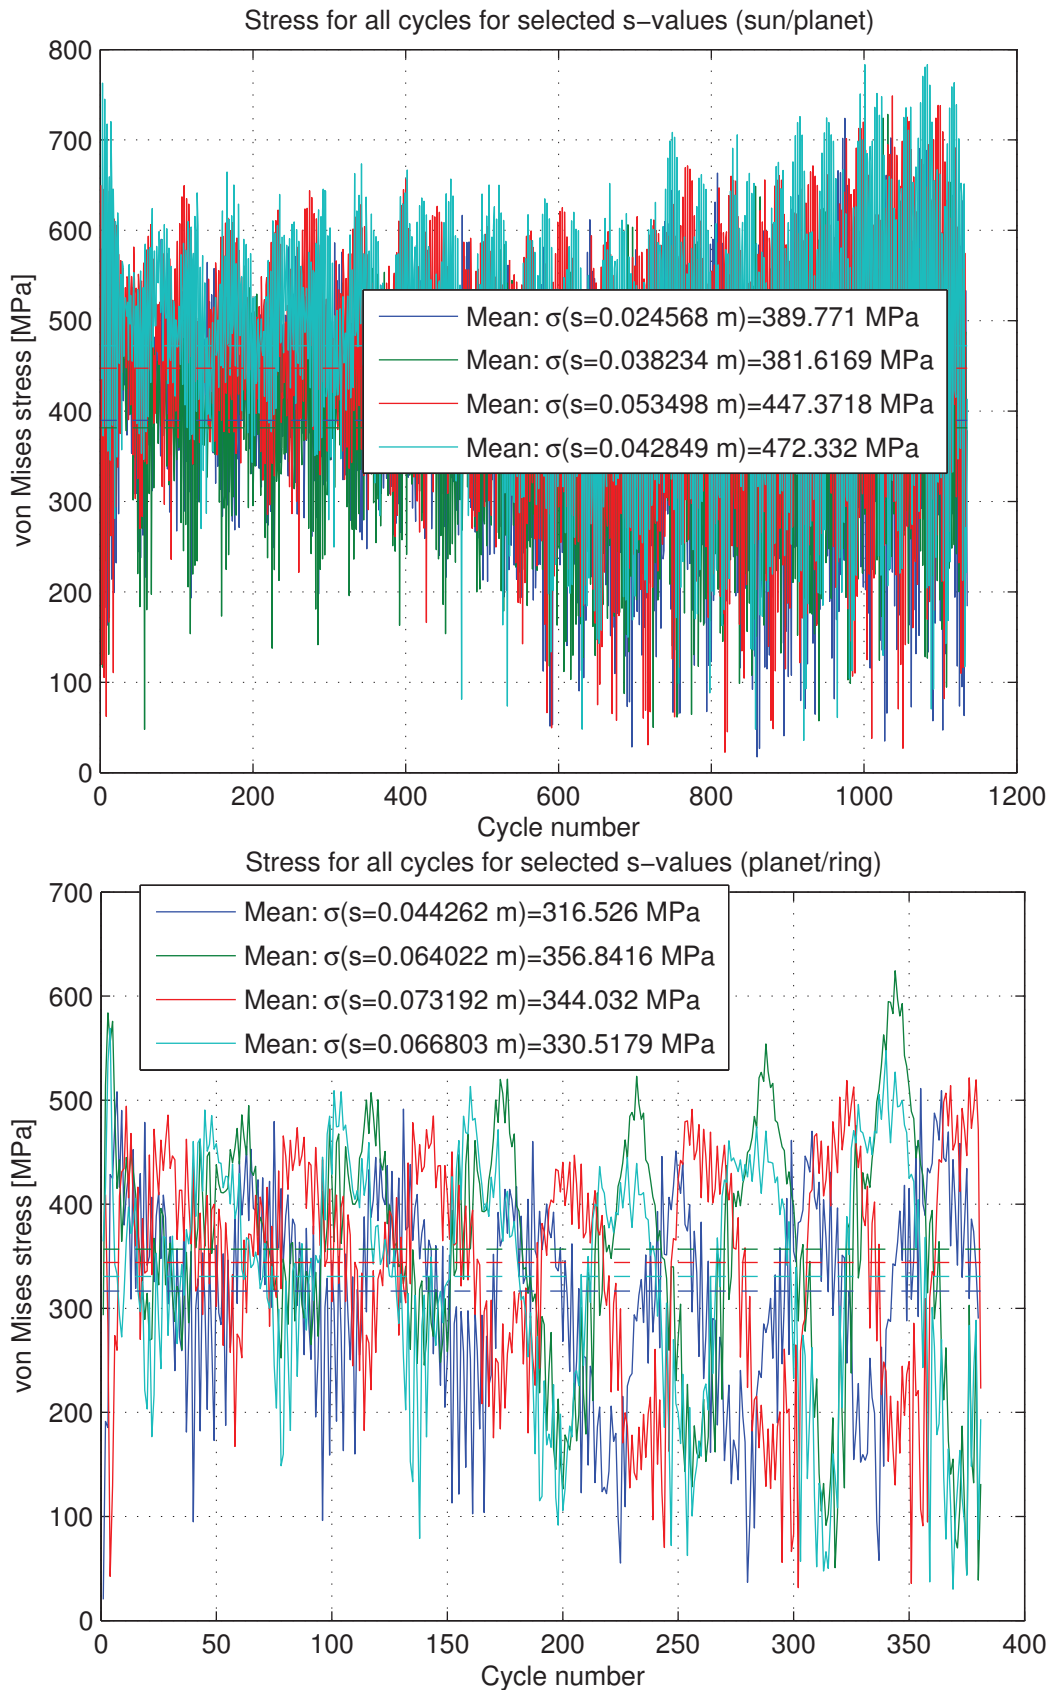 Stress for all cycles for selected s−values (sun/planet)
800
700
600
500
400
300
200
100
0
von Mises stress [MPa]
Mean: σ(s=0.024568 m)=389.771 MPa
Mean: σ(s=0.038234 m)=381.6169 MPa
Mean: σ(s=0.053498 m)=447.3718 MPa
Mean: σ(s=0.042849 m)=472.332 MPa
0 200 400 600 800 1000 1200
Cycle number
Stress for all cycles for selected s−values (planet/ring)
700
600
500
400
300
200
100
0
von Mises stress [MPa]
Mean: σ(s=0.044262 m)=316.526 MPa
Mean: σ(s=0.064022 m)=356.8416 MPa
Mean: σ(s=0.073192 m)=344.032 MPa
Mean: σ(s=0.066803 m)=330.5179 MPa
0 50 100 150 200 250 300 350 400
Cycle number